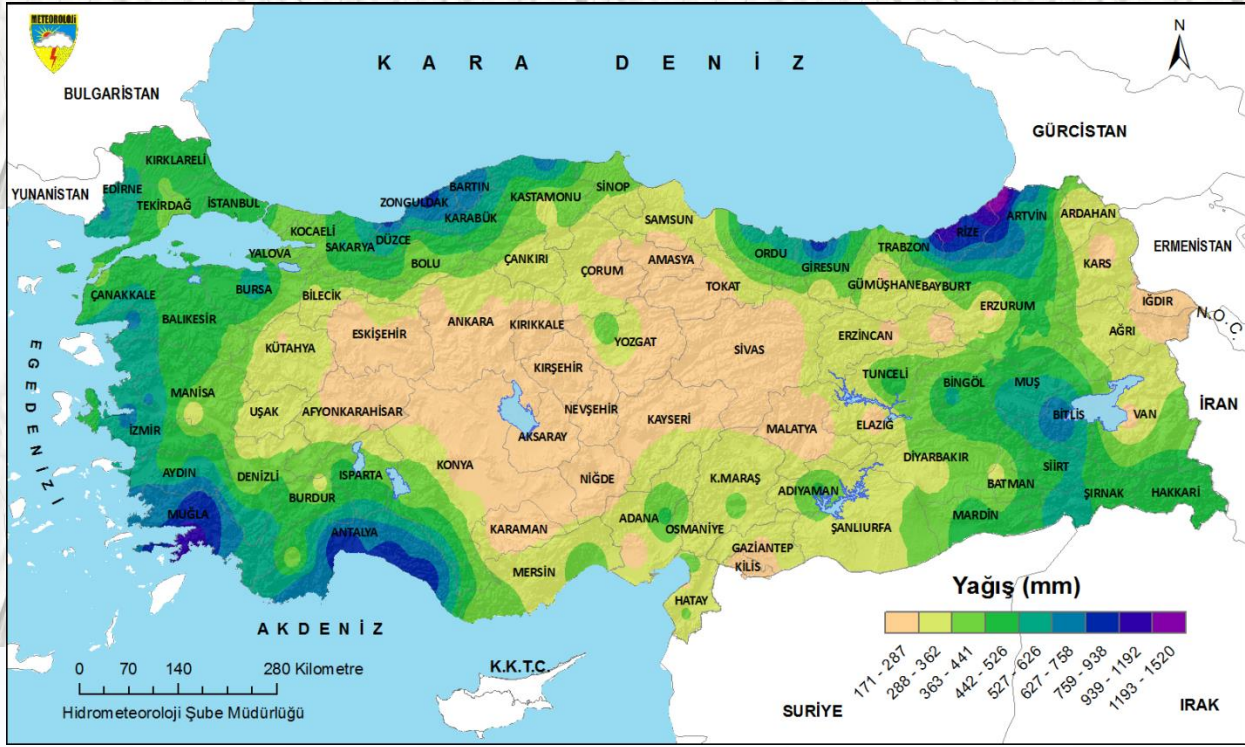 METEOROLOJİ
N
K A R A D E N İ Z
BULGARİSTAN
GÜRCİSTAN
YUNANİSTAN
ERMENİSTAN
N.Ö.C.
İRAN
IRAK
SURİYE
K.K.T.C.
A K D E N İ Z
E G E D E N İ Z İ
KIRKLARELİ
EDİRNE
TEKİRDAĞ
İSTANBUL
KOCAELİ
YALOVA
SAKARYA
DÜZCE
ZONGULDAK
BARTIN
KARABÜK
KASTAMONU
SİNOP
SAMSUN
ORDU
GİRESUN
TRABZON
RİZE
ARTVİN
ARDAHAN
KARS
IĞDIR
AĞRI
ERZURUM
BAYBURT
GÜMÜŞHANE
TOKAT
AMASYA
ÇORUM
ÇANKIRI
BOLU
BİLECİK
BURSA
ÇANAKKALE
BALIKESİR
KÜTAHYA
ESKİŞEHİR
ANKARA
KIRIKKALE
YOZGAT
SİVAS
ERZİNCAN
TUNCELİ
BİNGÖL
MUŞ
BİTLİS
VAN
MANİSA
UŞAK
AFYONKARAHİSAR
KIRŞEHİR
NEVŞEHİR
KAYSERİ
MALATYA
ELAZIĞ
İZMİR
AYDIN
DENİZLİ
ISPARTA
BURDUR
KONYA
AKSARAY
NİĞDE
K.MARAŞ
ADIYAMAN
DİYARBAKIR
BATMAN
SİİRT
ŞIRNAK
HAKKARİ
MARDİN
ŞANLIURFA
MUĞLA
ANTALYA
KARAMAN
MERSİN
ADANA
OSMANİYE
GAZİANTEP
KİLİS
HATAY
0 70 140 280 Kilometre
Hidrometeoroloji Şube Müdürlüğü
Yağış (mm)
171 - 287
288 - 362
363 - 441
442 - 526
527 - 626
627 - 758
759 - 938
939 - 1192
1193 - 1520